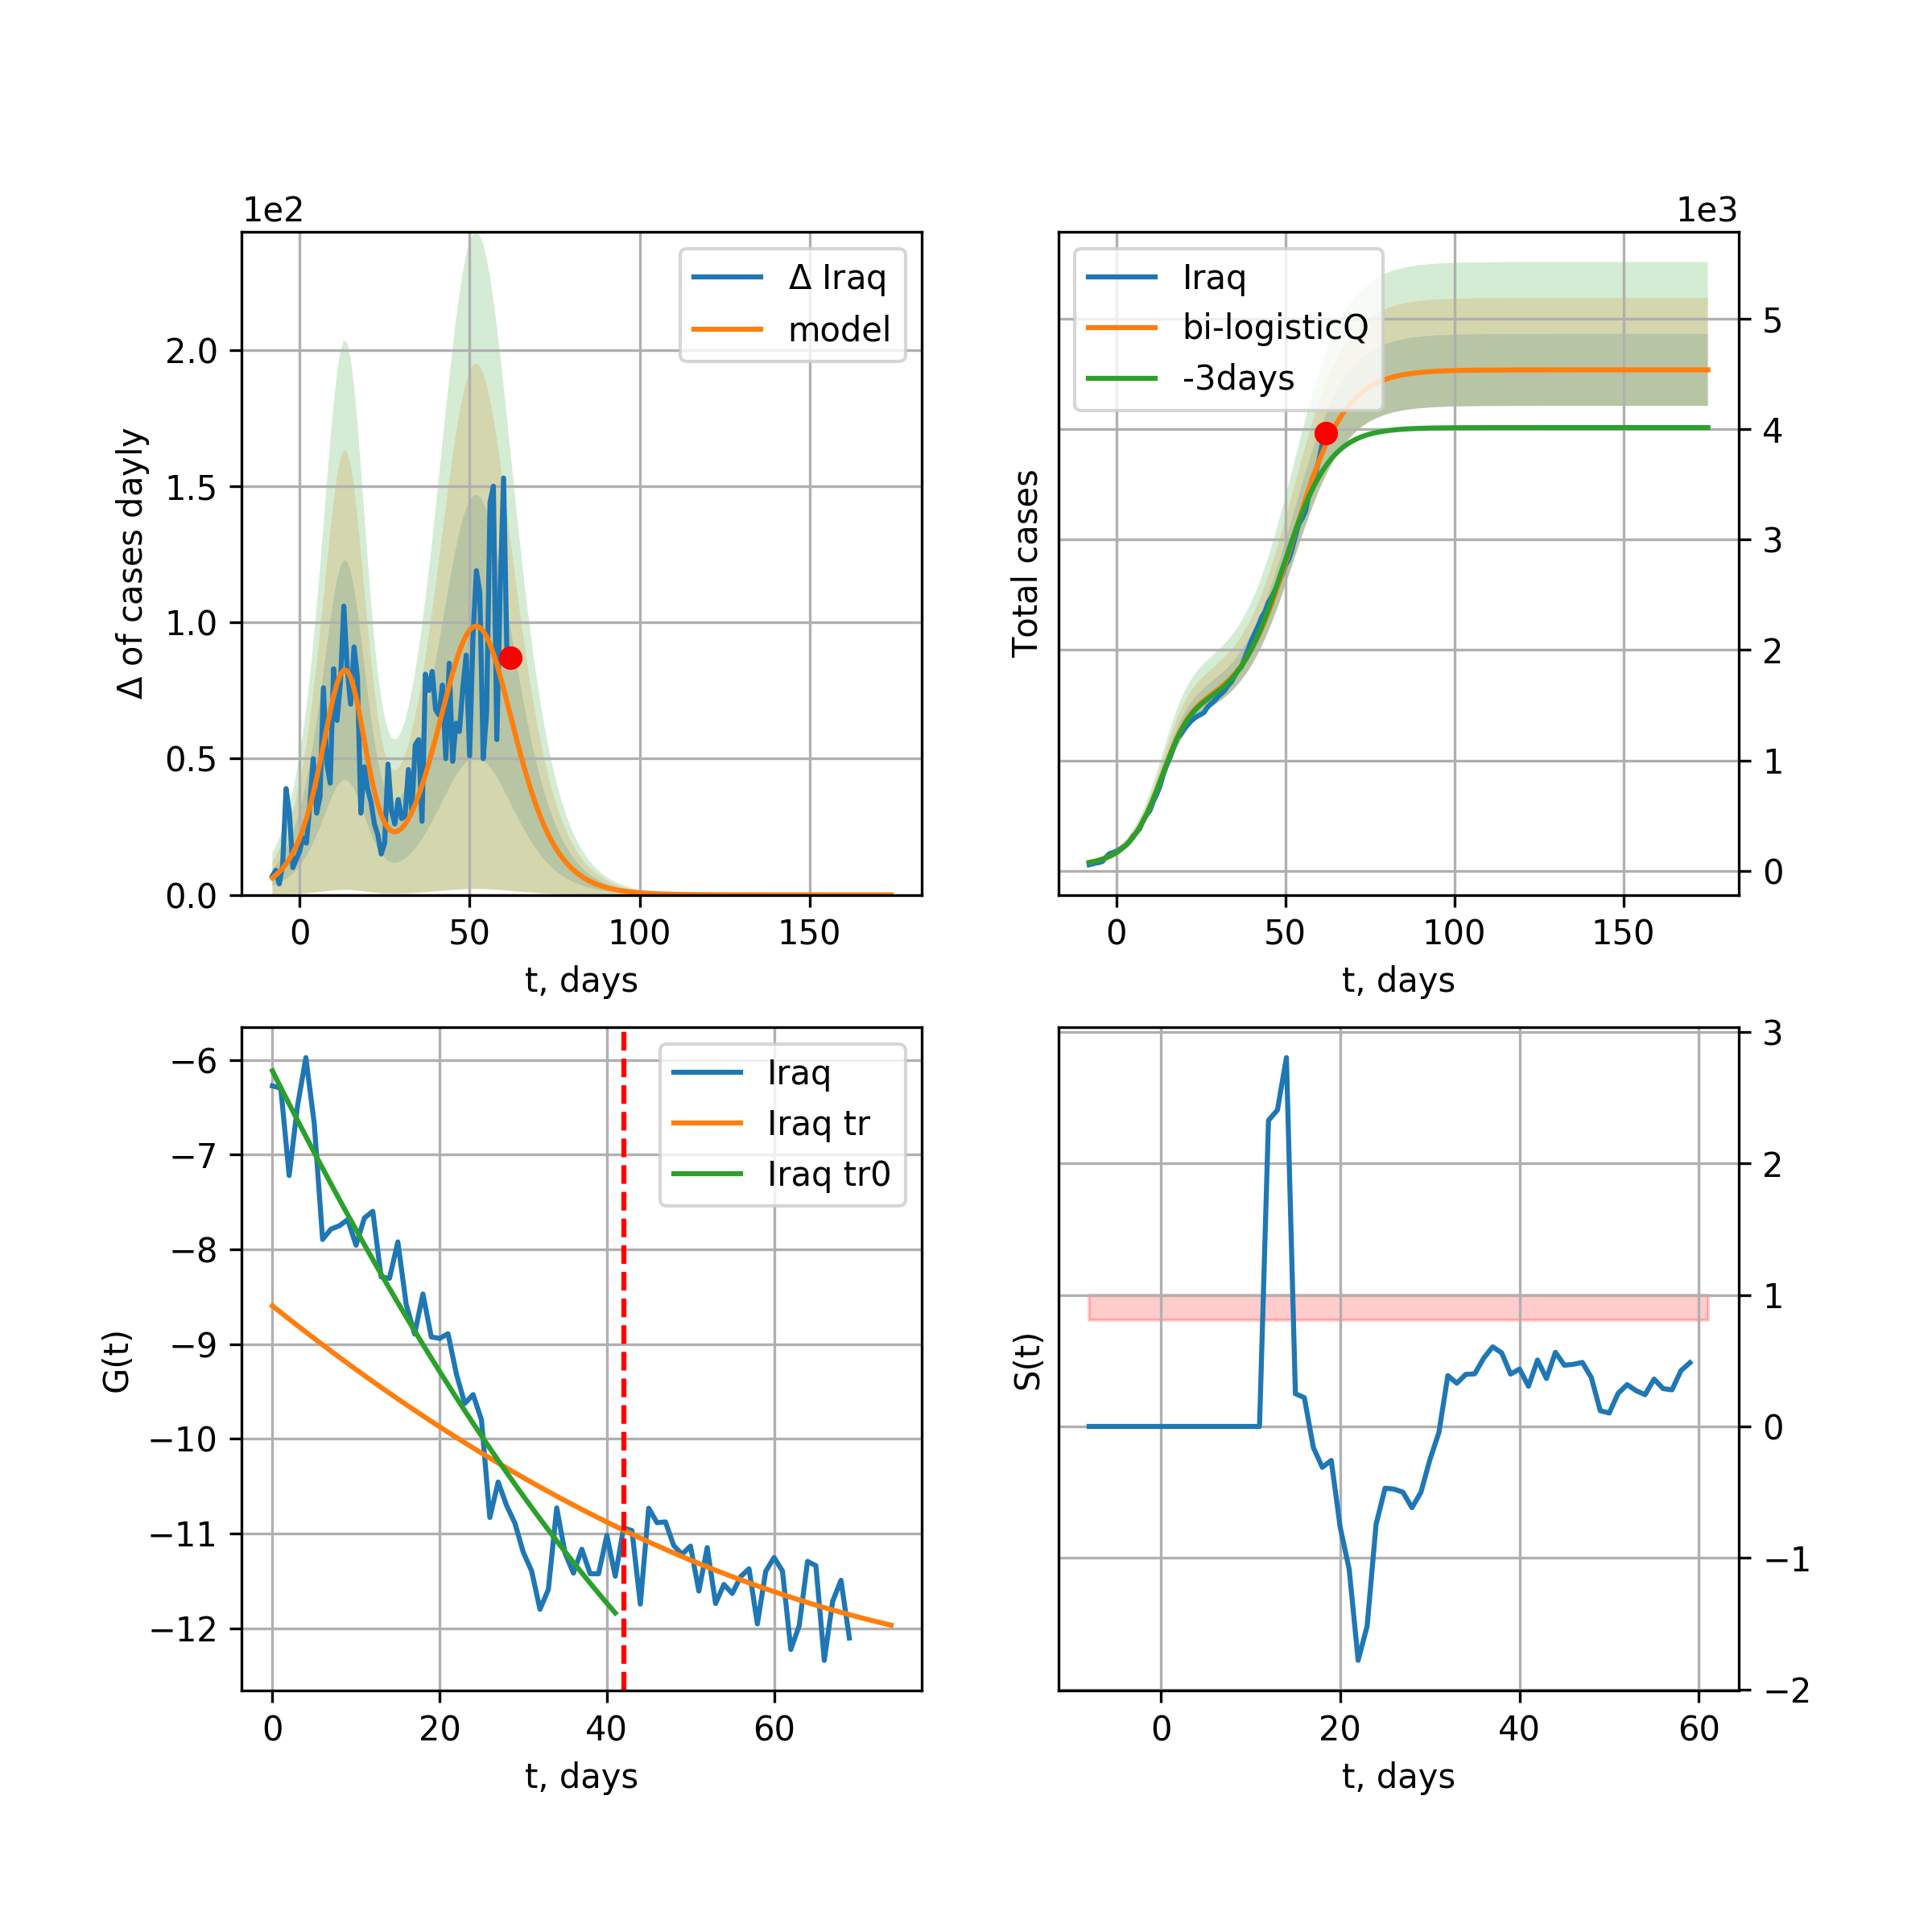 1e2
Δ of cases dayly
2.0
1.5
1.0
0.5
0.0
Δ Iraq
model
0 50 100 150
t, days
1e3
Total cases
Iraq
bi-logisticQ
-3days
5
4
3
2
1
0
0 50 100 150
t, days
G(t)
−6
−7
−8
−9
−10
−11
−12
Iraq
Iraq tr
Iraq tr0
0 20 40 60
t, days
S(t)
3
2
1
0
−1
−2
0 20 40 60
t, days